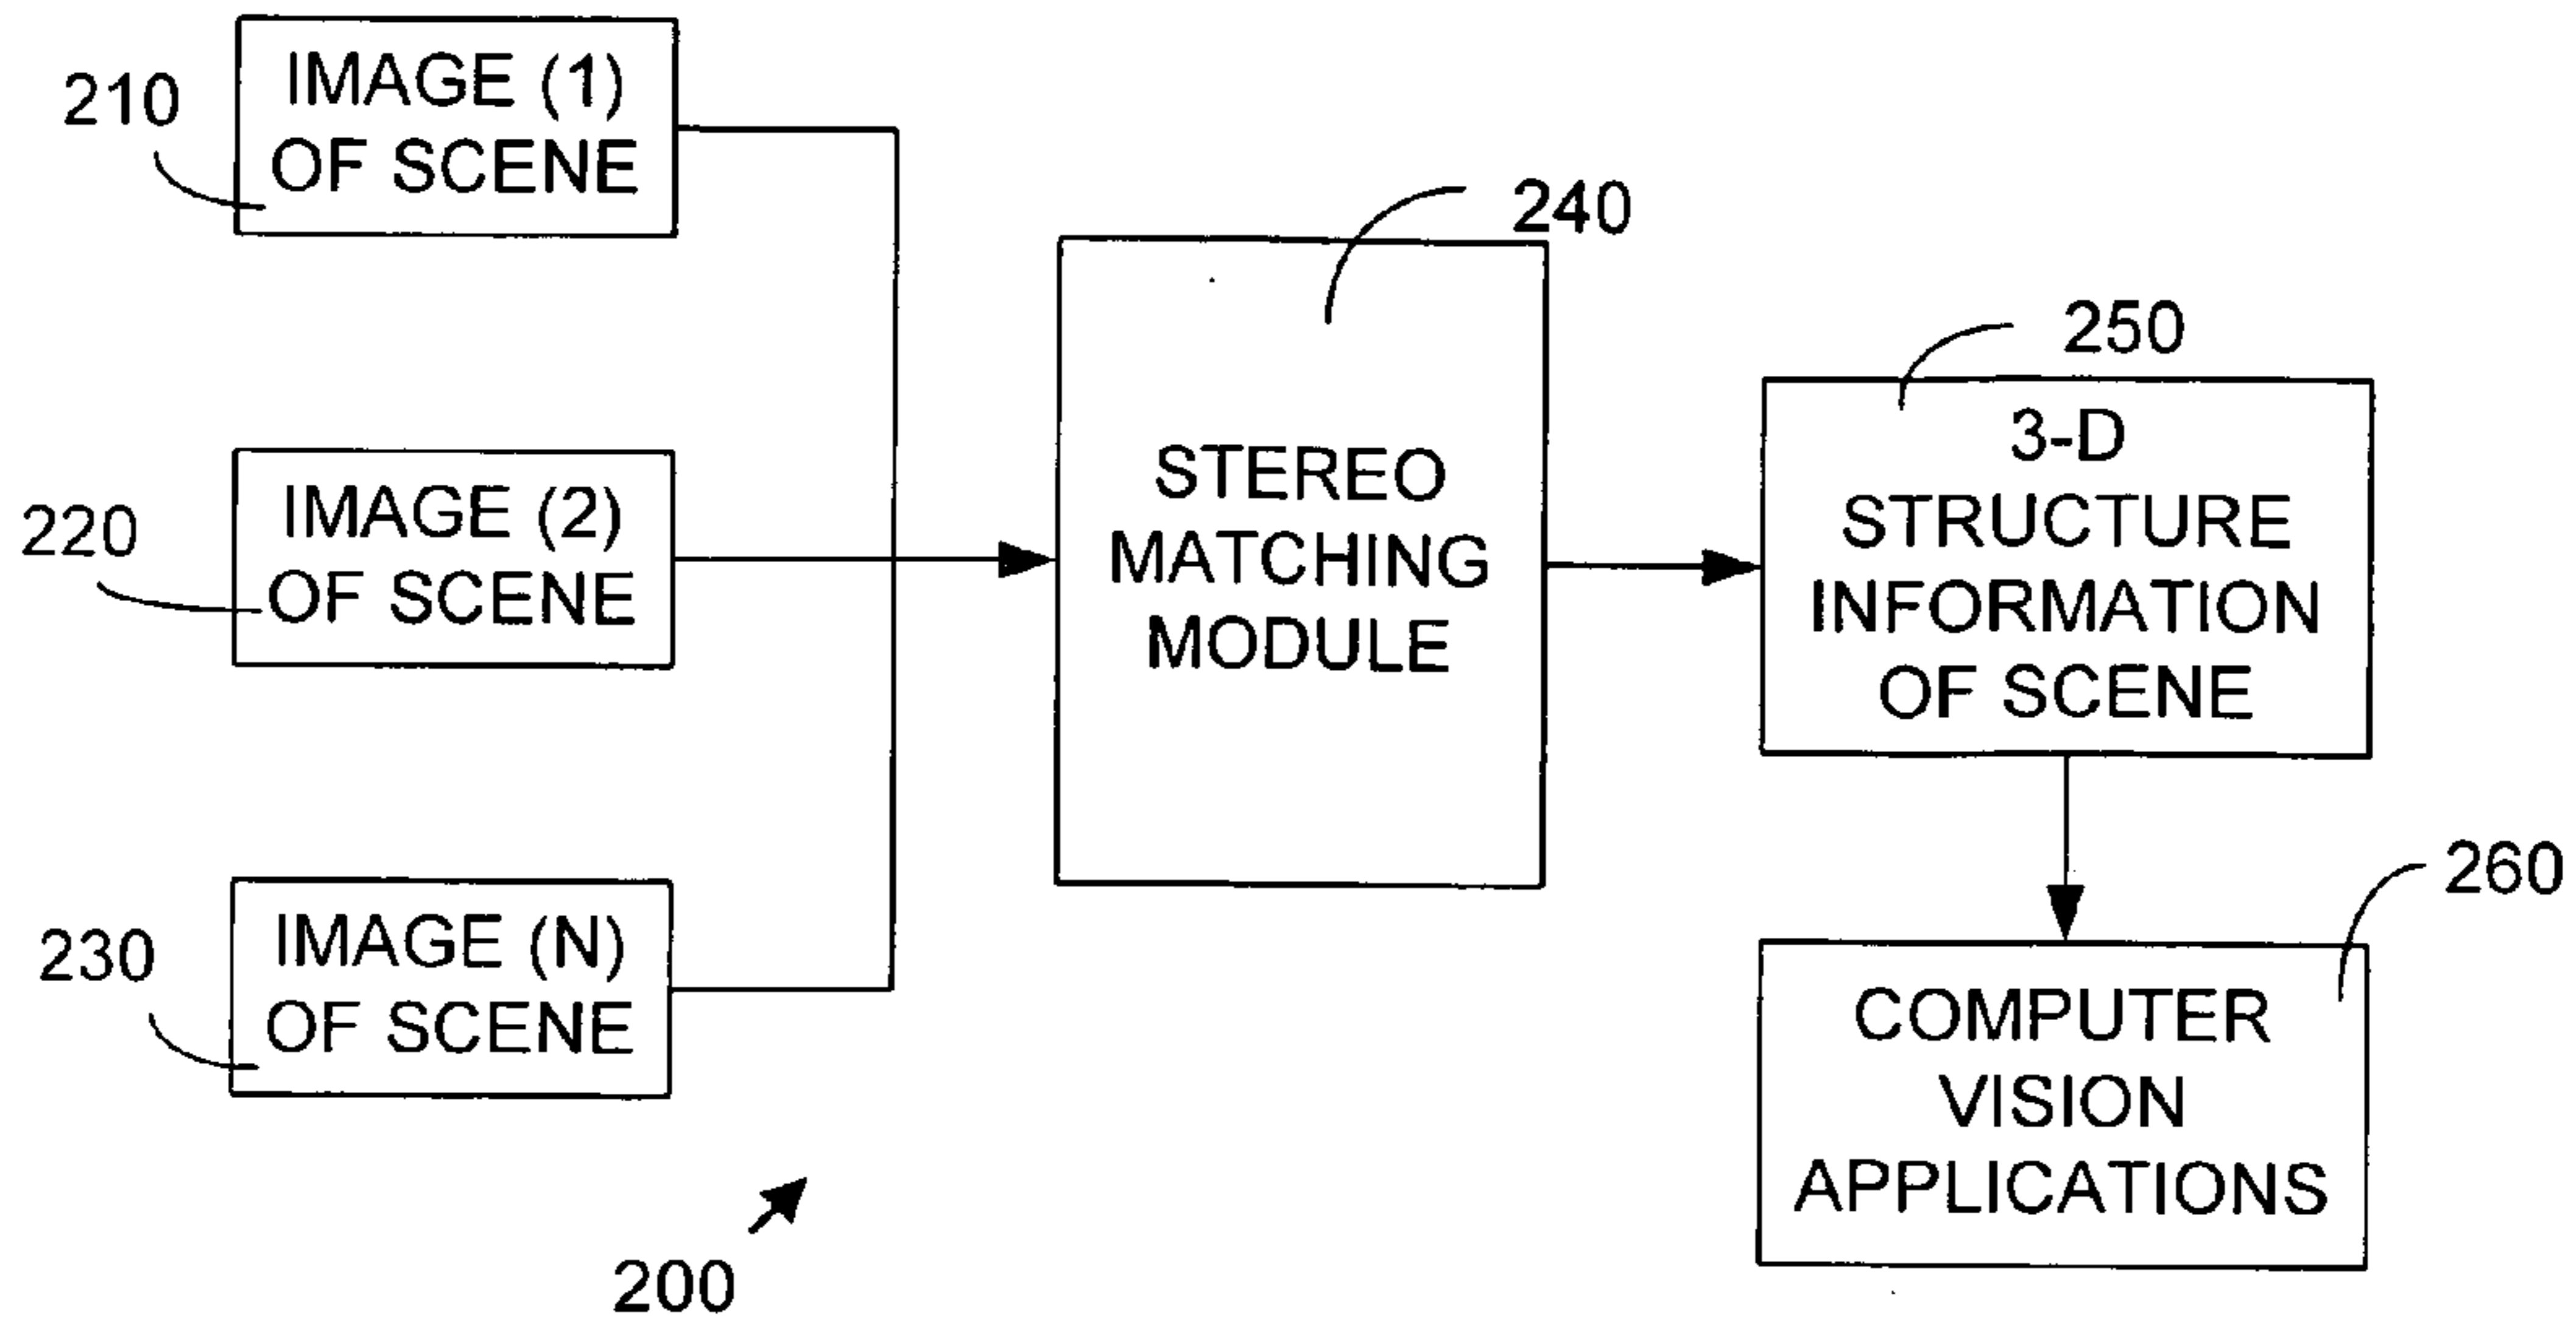 210
IMAGE (1)
OF SCENE
220
IMAGE (2)
OF SCENE
230
IMAGE (N)
OF SCENE
240
STEREO
MATCHING
MODULE
250
3-D
STRUCTURE
INFORMATION
OF SCENE
260
COMPUTER
VISION
APPLICATIONS
200